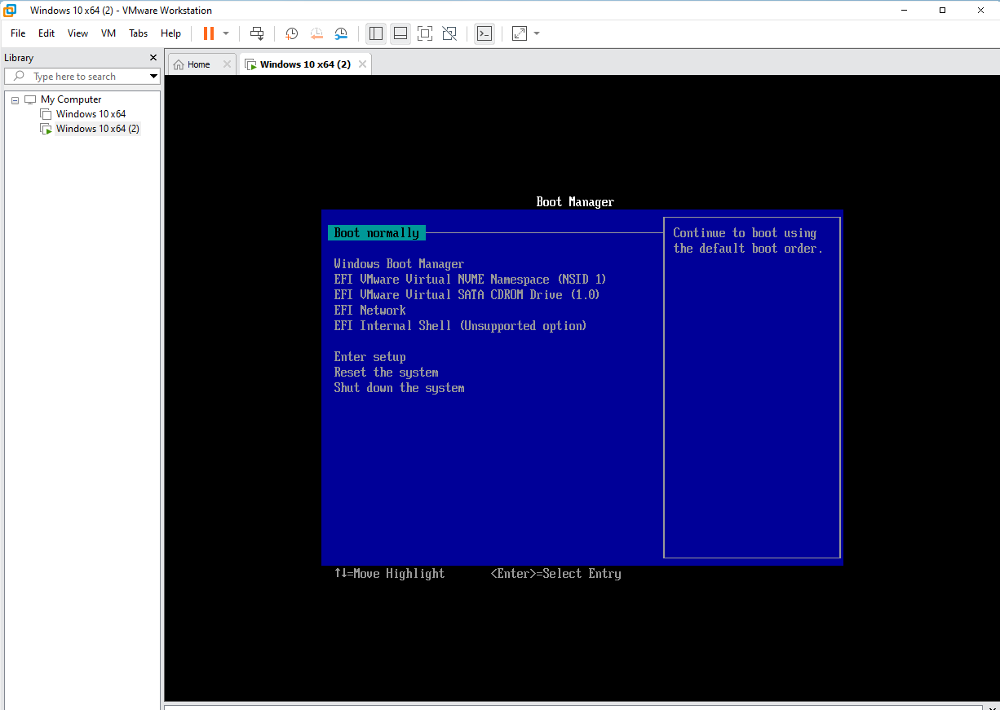 Windows 10 x64 (2) - VMware Workstation
File Edit View VM Tabs Help
Library
Type here to search
My Computer
Windows 10 x64
Windows 10 x64 (2)
Home
Windows 10 x64 (2)
Boot Manager
Boot normally
Windows Boot Manager
EFI VMware Virtual NVME Namespace (NSID 1)
EFI VMware Virtual SATA CDROM Drive (1.0)
EFI Network
EFI Internal Shell (Unsupported option)
Enter setup
Reset the system
Shut down the system
Continue to boot using
the default boot order.
↑↓=Move Highlight <Enter>=Select Entry